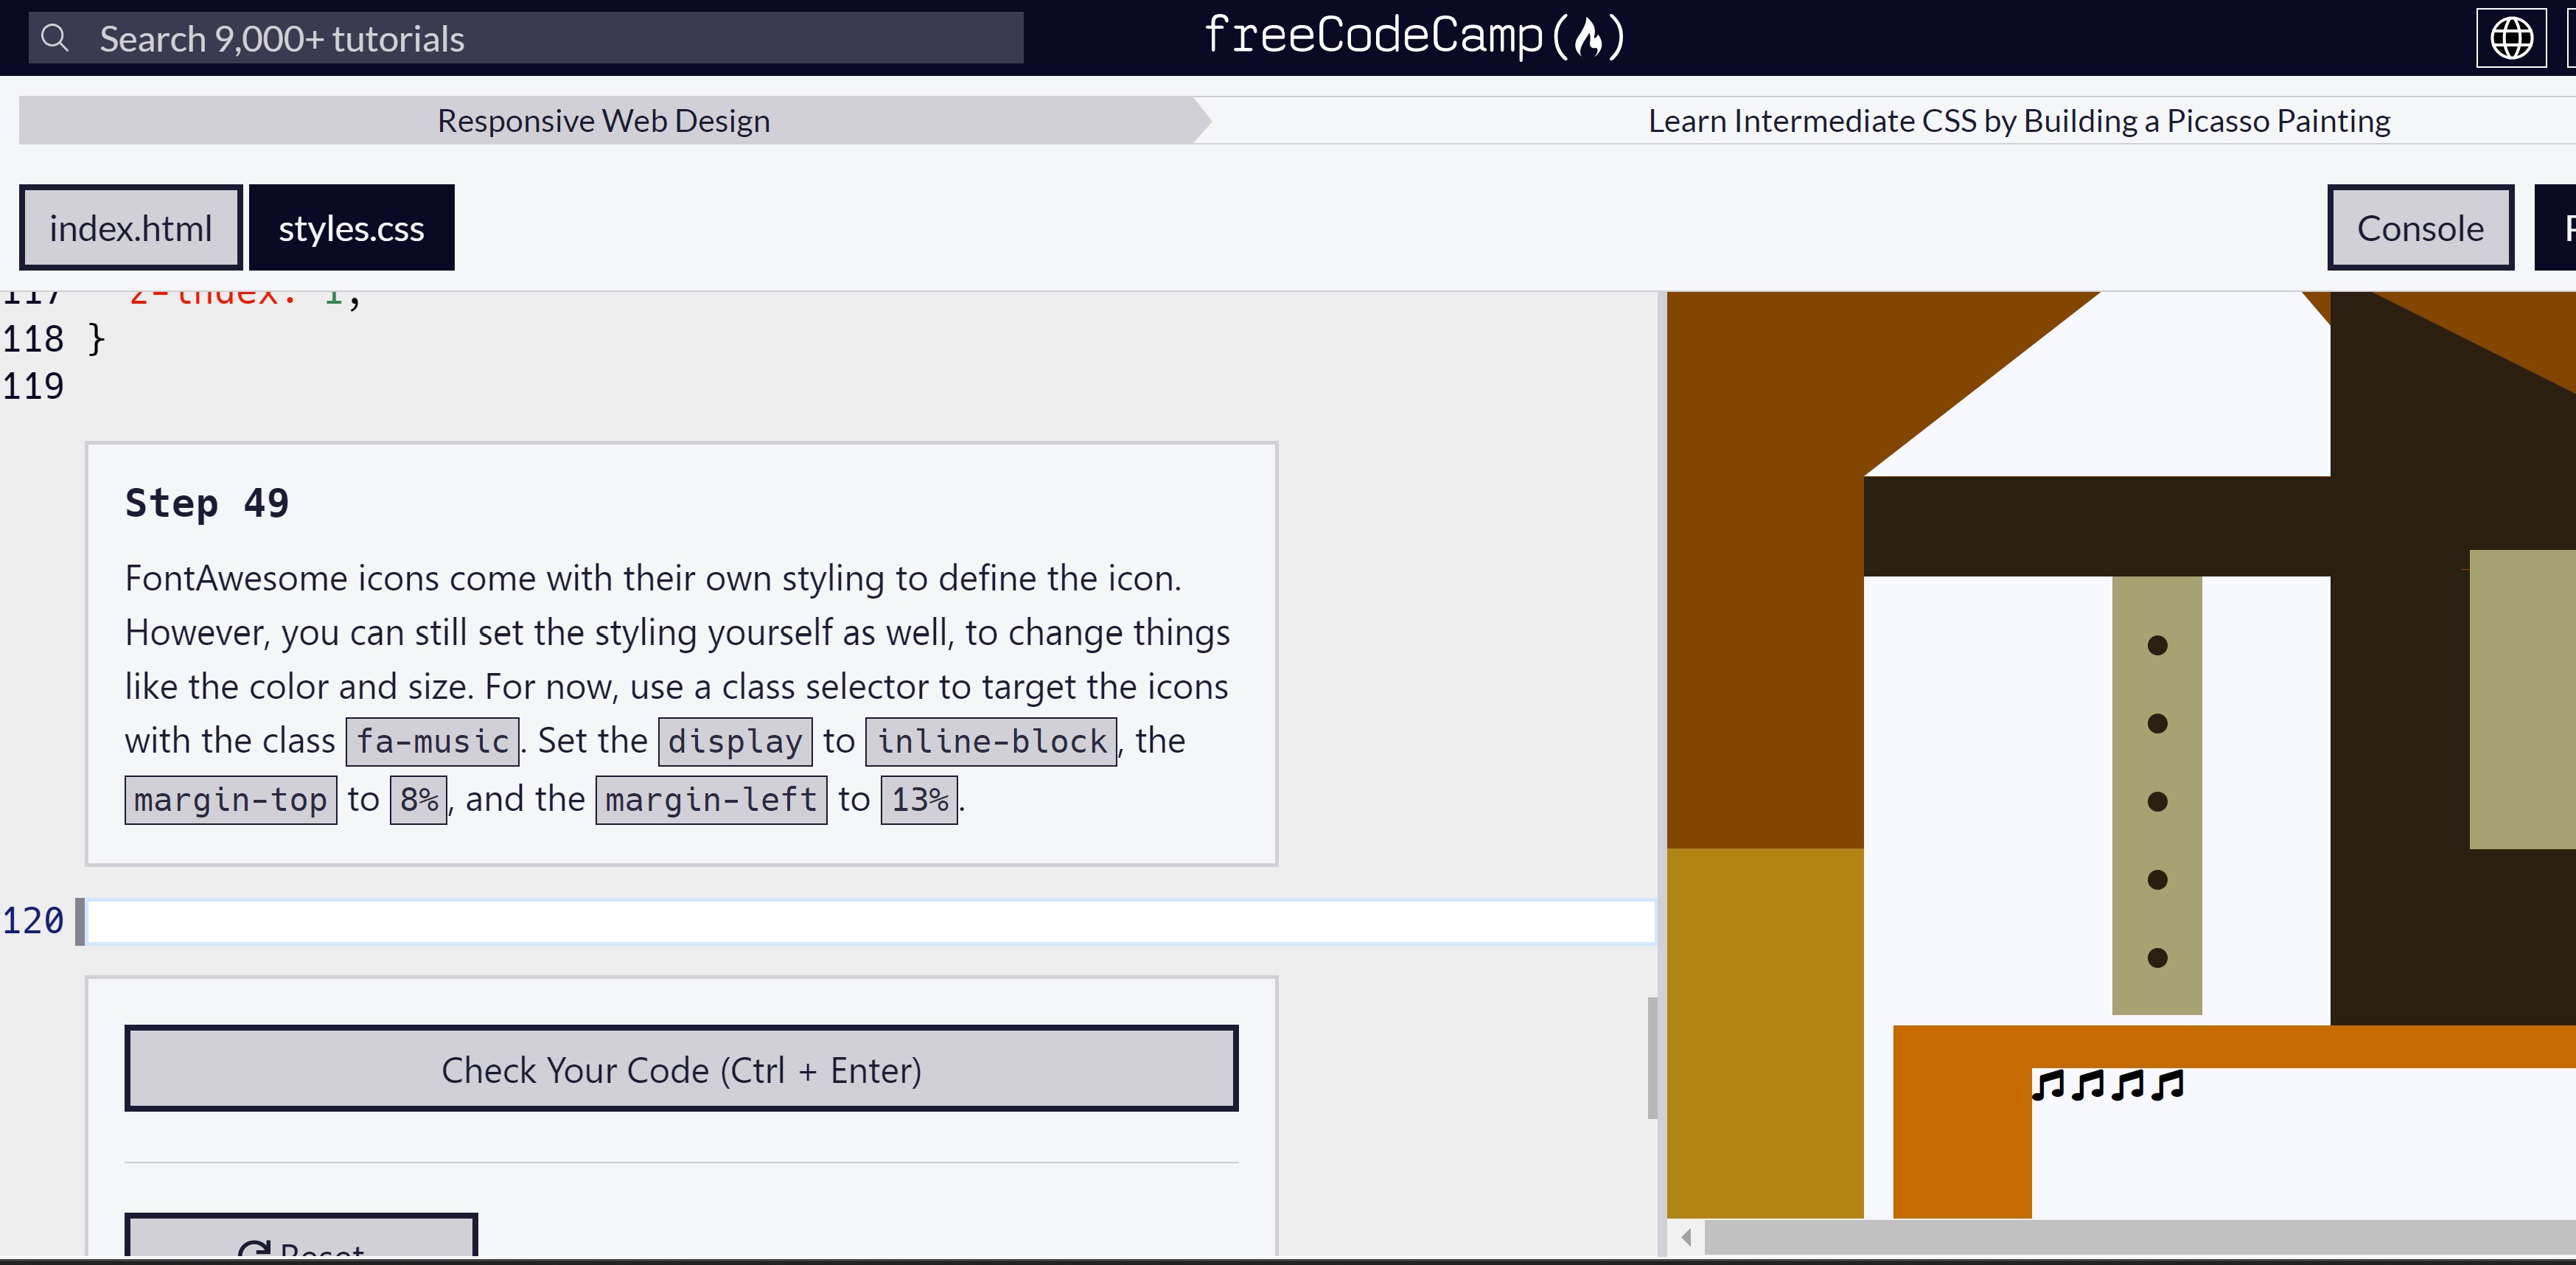 Search 9,000+ tutorials
freeCodeCamp
Responsive Web Design
Learn Intermediate CSS by Building a Picasso Painting
index.html
styles.css
Console
117 z-index: 1;
118 }
119
Step 49
FontAwesome icons come with their own styling to define the icon.
However, you can still set the styling yourself as well, to change things
like the color and size. For now, use a class selector to target the icons
with the class fa-music. Set the display to inline-block, the
margin-top to 8%, and the margin-left to 13%.
120
Check Your Code (Ctrl + Enter)
Reset